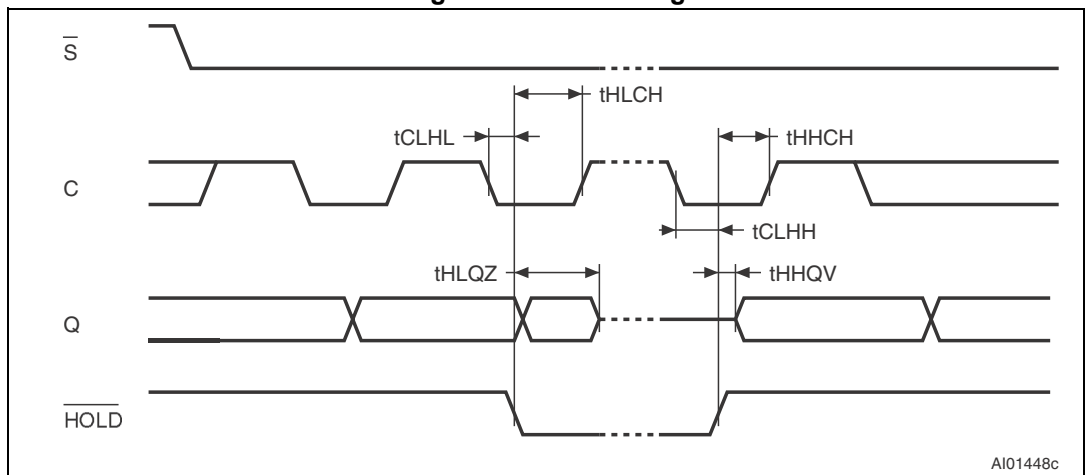 S
tHLCH
tCLHL
tHHCH
C
tCLHH
tHLQZ
tHHQV
Q
HOLD
AI01448c